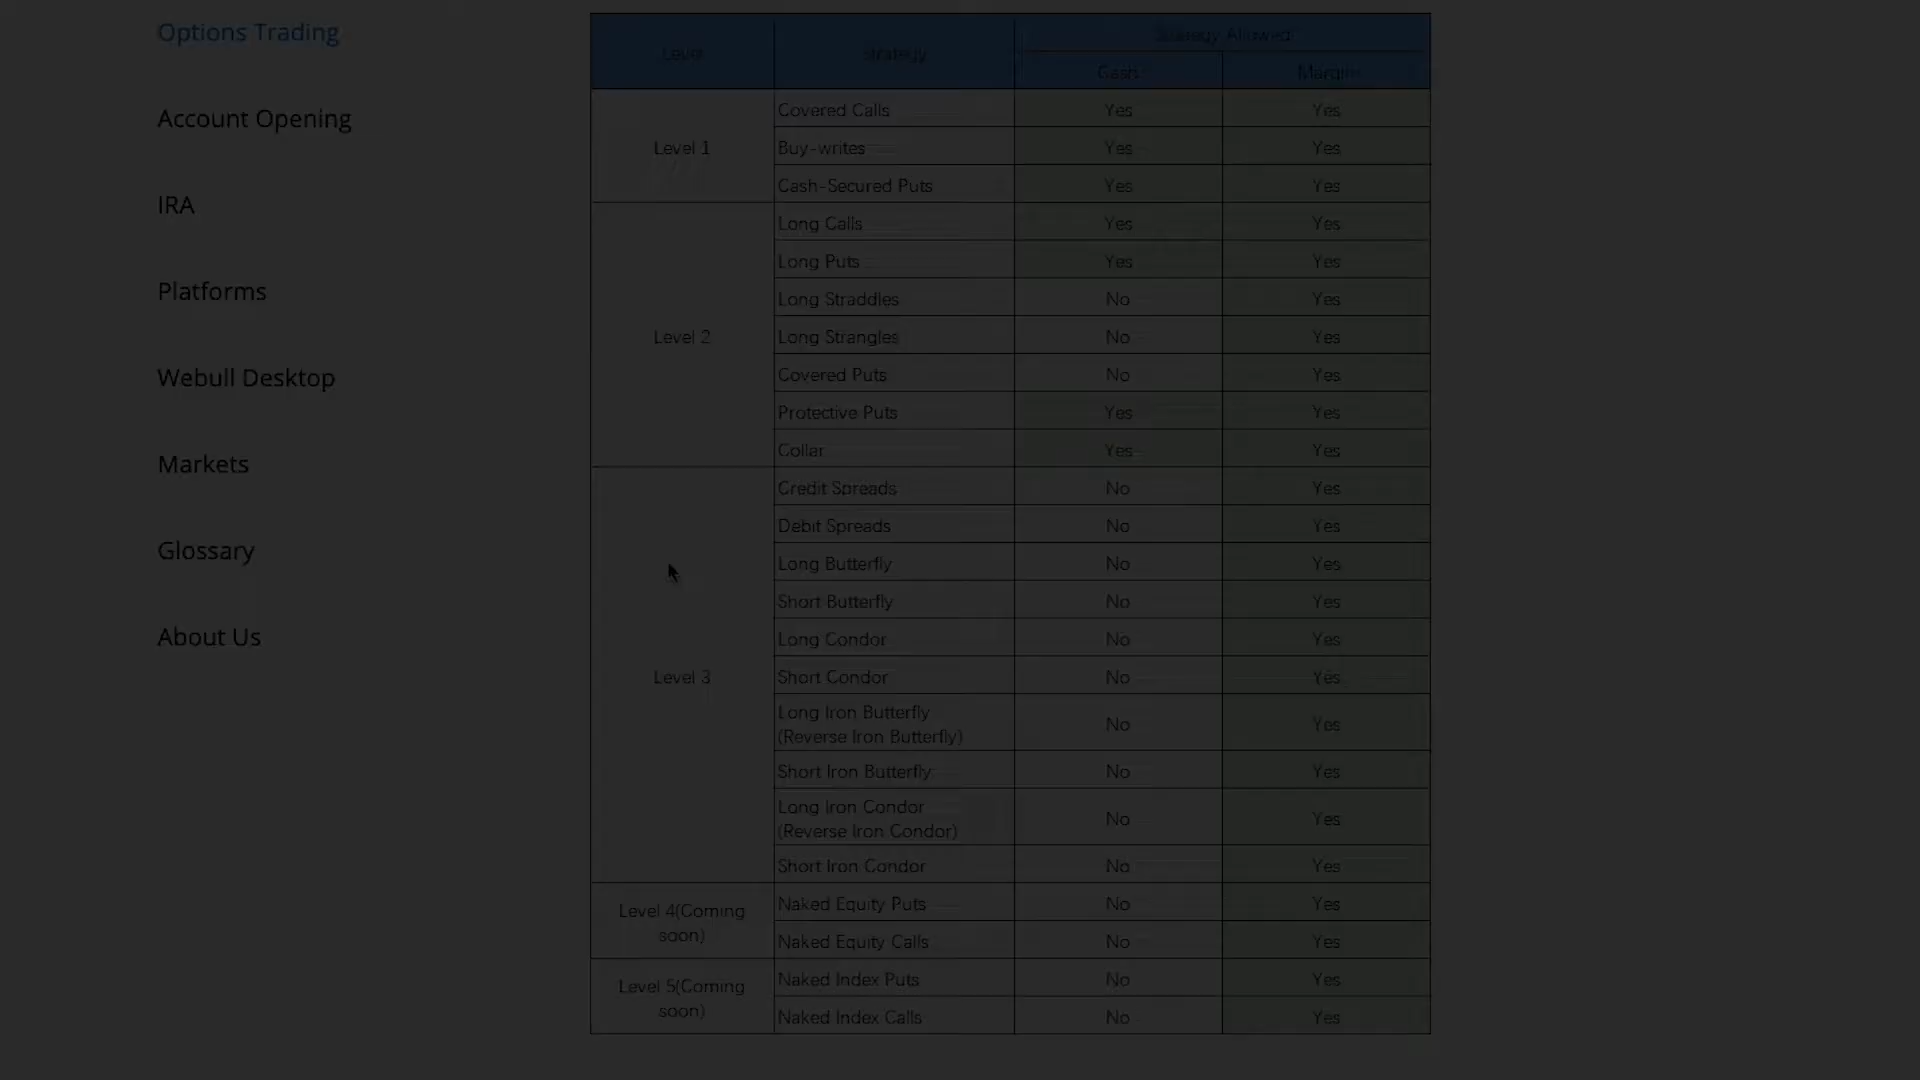 Options Trading
Account Opening
IRA
Platforms
Webull Desktop
Markets
Glossary
About Us
Level Strategy Strategy Allowed
Cash Margin
Level 1
Covered Calls Yes Yes
Buy-writes Yes Yes
Cash-Secured Puts Yes Yes
Level 2
Long Calls Yes Yes
Long Puts Yes Yes
Long Straddles No Yes
Long Strangles No Yes
Covered Puts No Yes
Protective Puts Yes Yes
Collar Yes Yes
Level 3
Credit Spreads No Yes
Debit Spreads No Yes
Long Butterfly No Yes
Short Butterfly No Yes
Long Condor No Yes
Short Condor No Yes
Long Iron Butterfly
(Reverse Iron Butterfly) No Yes
Short Iron Butterfly No Yes
Long Iron Condor
(Reverse Iron Condor) No Yes
Short Iron Condor No Yes
Level 4(Coming
soon)
Naked Equity Puts No Yes
Naked Equity Calls No Yes
Level 5(Coming
soon)
Naked Index Puts No Yes
Naked Index Calls No Yes